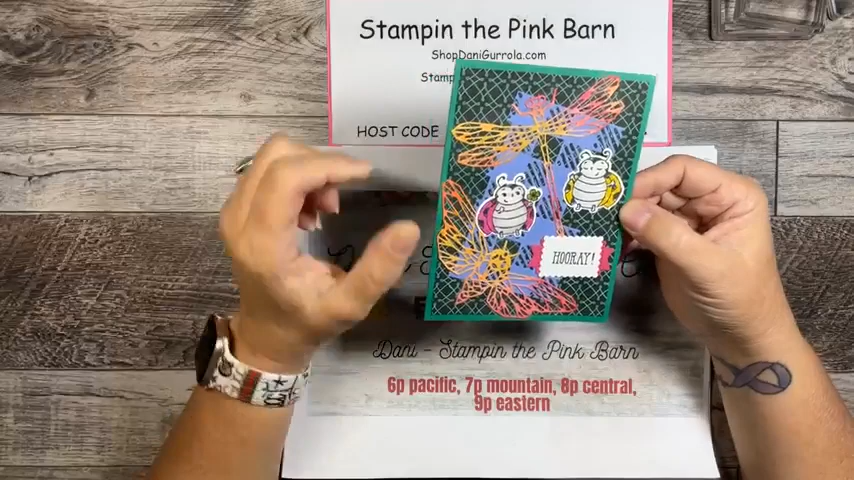 Stampin the Pink Barn
ShopDaniGurrola.com
Stamp
HOST CODE
HOORAY!
Dani - Stampin the Pink Barn
6p pacific, 7p mountain, 8p central,
9p eastern